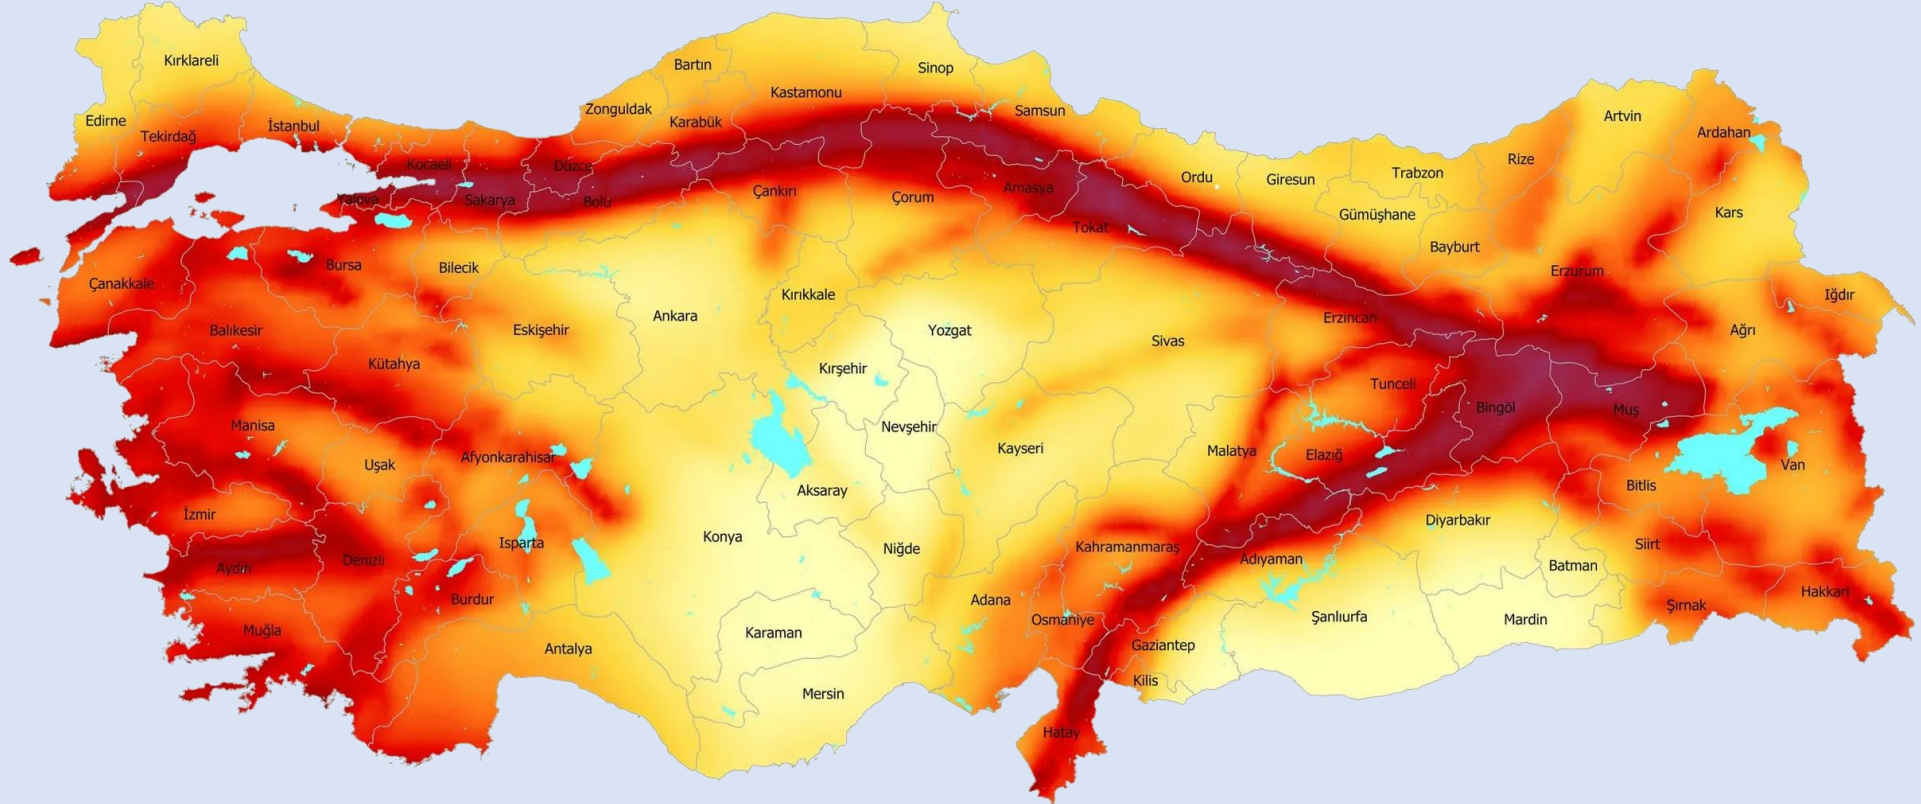 Kırklareli
Edirne
Tekirdağ
İstanbul
Kocaeli
Yalova
Sakarya
Düzce
Bolu
Zonguldak
Bartın
Karabük
Kastamonu
Sinop
Samsun
Çankırı
Çorum
Amasya
Tokat
Ordu
Giresun
Trabzon
Gümüşhane
Bayburt
Rize
Artvin
Ardahan
Kars
Iğdır
Ağrı
Erzurum
Erzincan
Çanakkale
Bursa
Bilecik
Balıkesir
Kütahya
Eskişehir
Ankara
Kırıkkale
Yozgat
Kırşehir
Sivas
Tunceli
Bingöl
Muş
Manisa
Uşak
Afyonkarahisar
Nevşehir
Kayseri
Malatya
Elazığ
Bitlis
Van
İzmir
Aksaray
Konya
Niğde
Isparta
Aydın
Denizli
Burdur
Muğla
Antalya
Karaman
Mersin
Adana
Osmaniye
Kahramanmaraş
Adıyaman
Diyarbakır
Siirt
Batman
Mardin
Şanlıurfa
Şırnak
Hakkari
Gaziantep
Kilis
Hatay